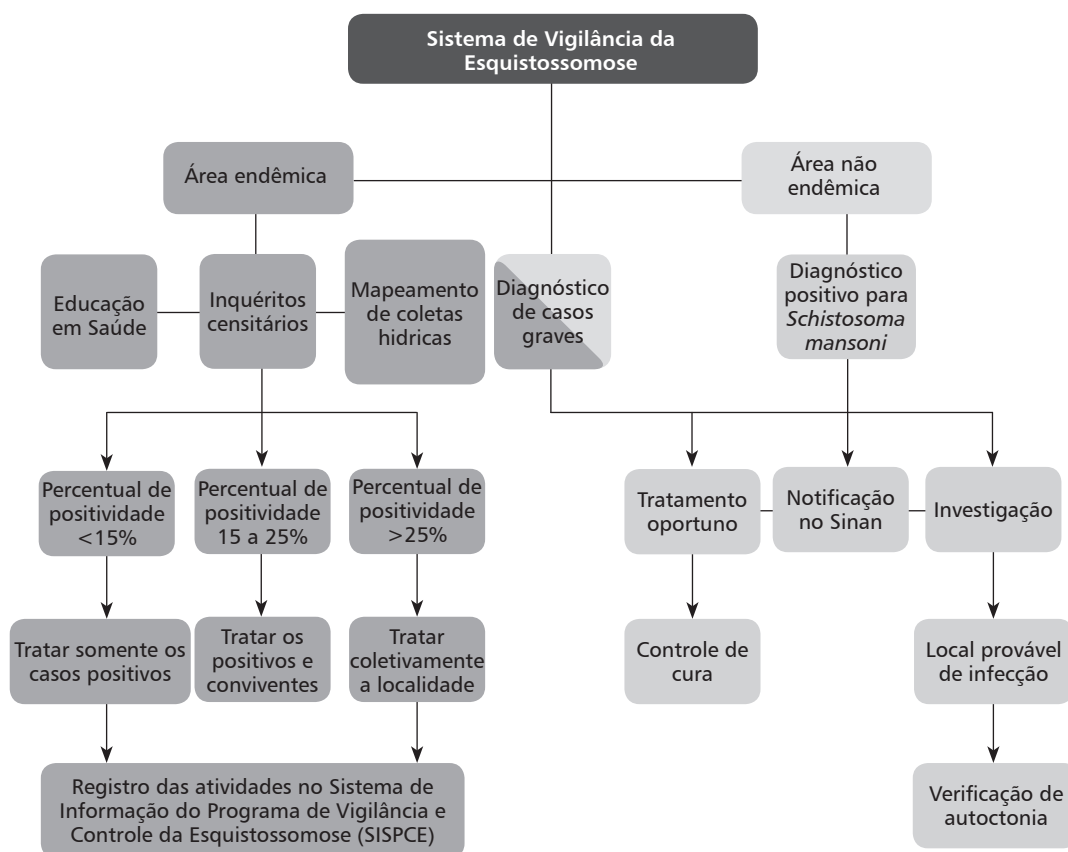 Sistema de Vigilância da
Esquistossomose
Área endêmica
Área não
endêmica
Educação
em Saúde
Inquéritos
censitários
Mapeamento
de coletas
hidricas
Diagnóstico
de casos
graves
Diagnóstico
positivo para
Schistosoma
mansoni
Percentual de
positividade
<15%
Percentual de
positividade
15 a 25%
Percentual de
positividade
>25%
Tratamento
oportuno
Notificação
no Sinan
Investigação
Tratar somente os
casos positivos
Tratar os
positivos e
conviventes
Tratar
coletivamente
a localidade
Controle de
cura
Local provável
de infecção
Registro das atividades no Sistema de
Informação do Programa de Vigilância e
Controle da Esquistossomose (SISPCE)
Verificação de
autoctonia